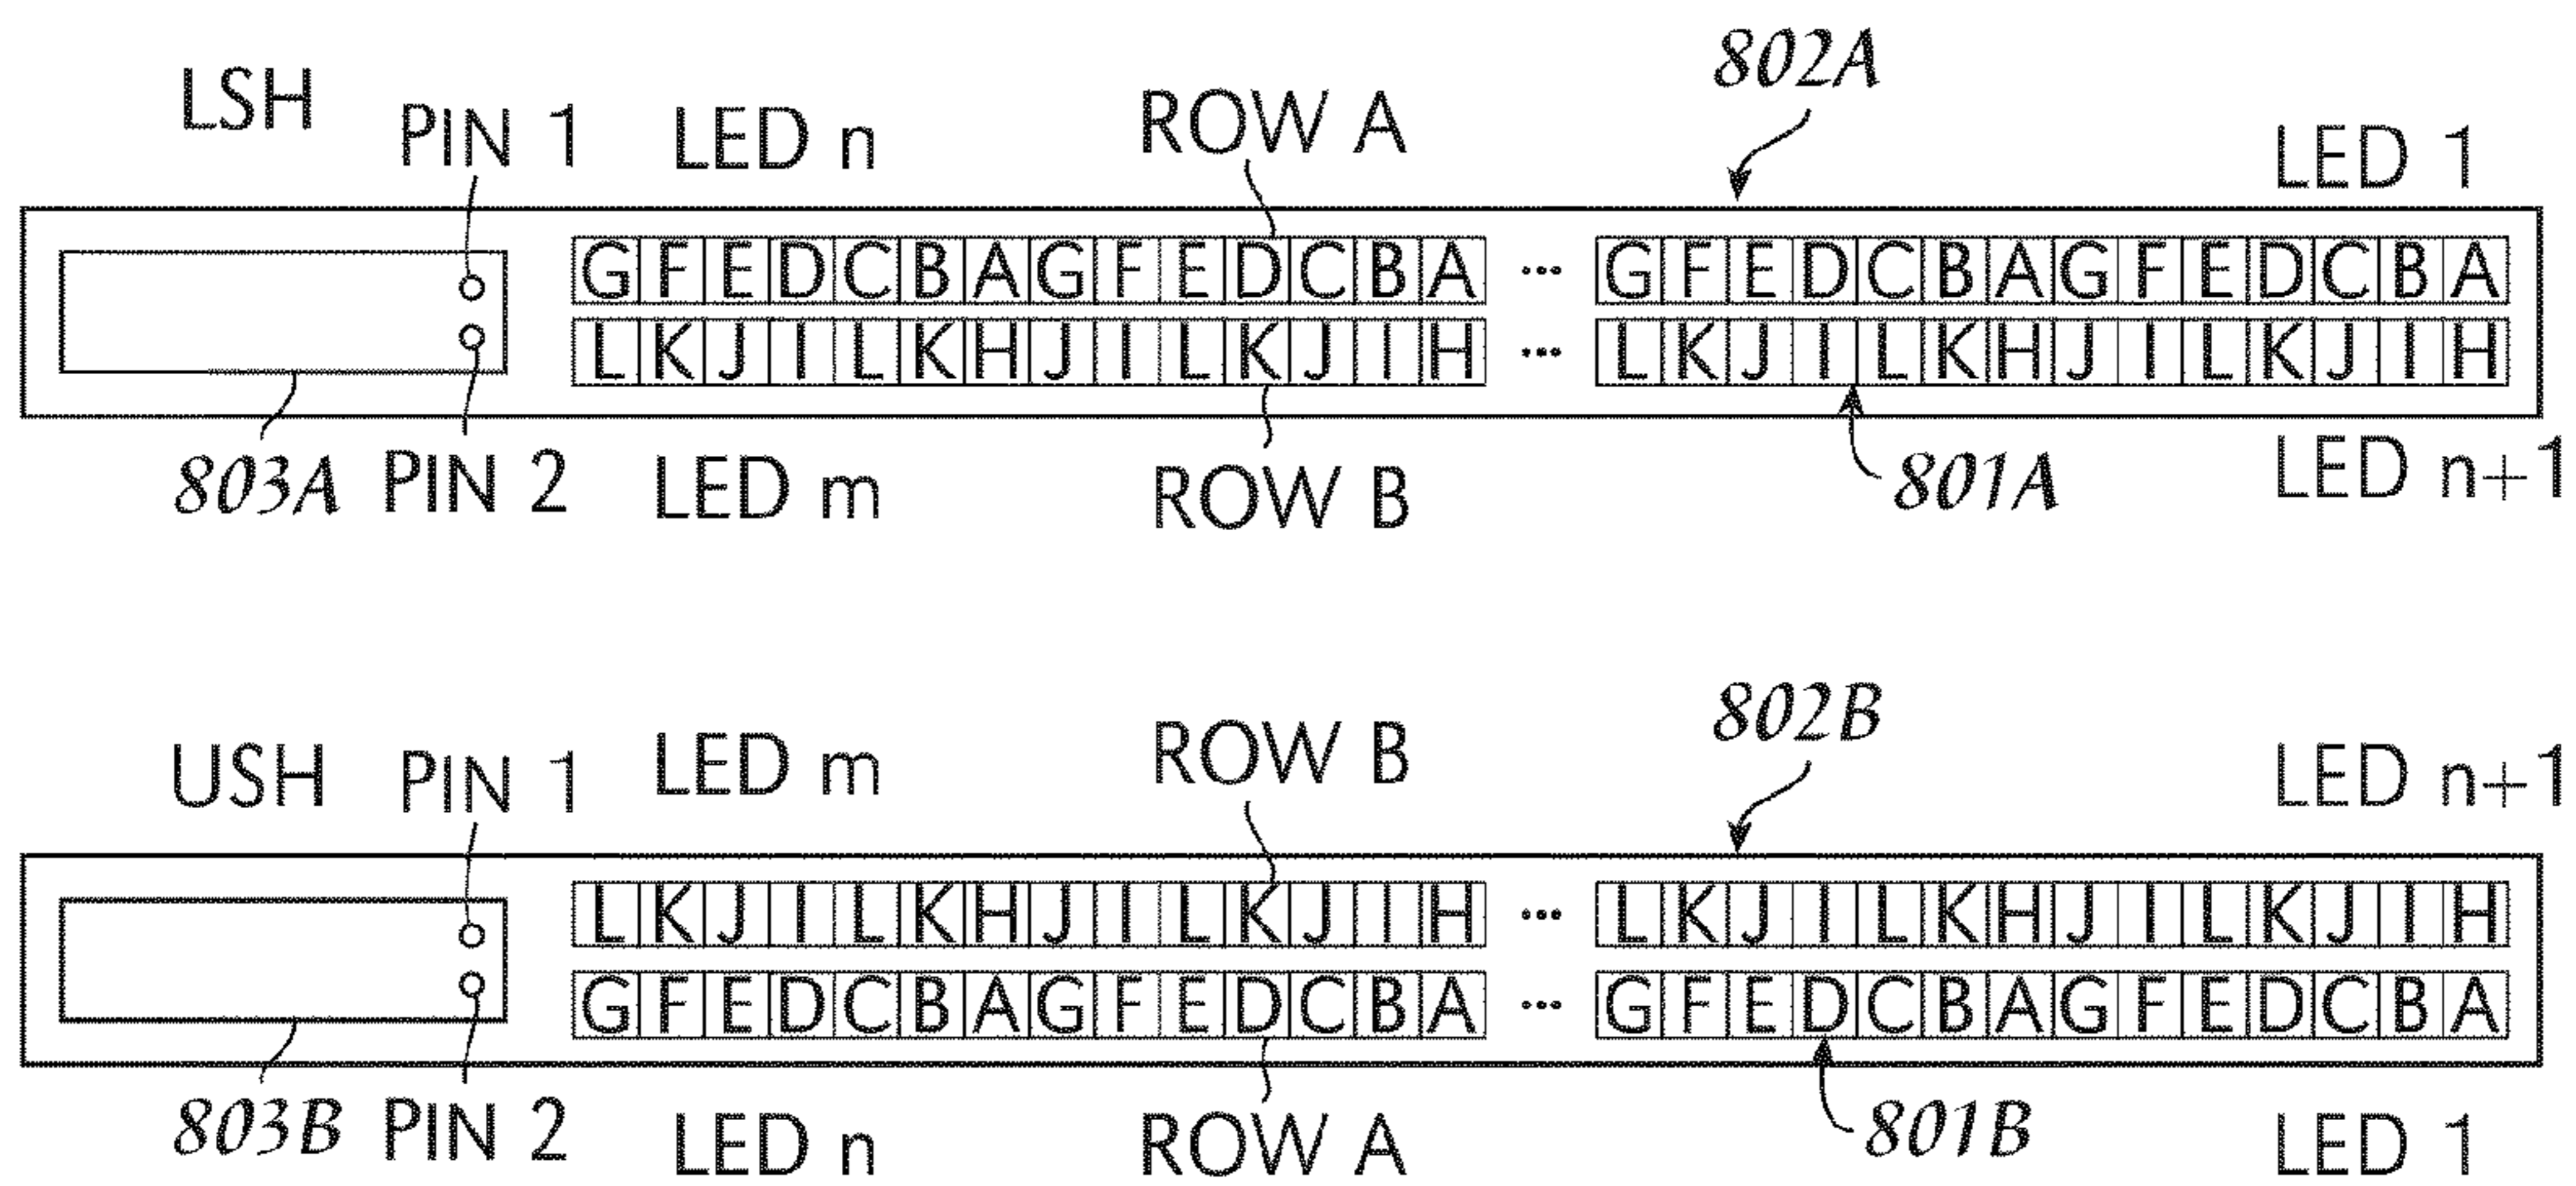 802A
LSH PIN 1 LED n ROW A LED 1
G F E D C B A G F E D C B A ... G F E D C B A G F E D C B A
L K J I L K H J I L K J I H ... L K J I L K H J I L K J I H
803A PIN 2 LED m ROW B 801A LED n+1
802B
USH PIN 1 LED m ROW B LED n+1
L K J I L K H J I L K J I H ... L K J I L K H J I L K J I H
G F E D C B A G F E D C B A ... G F E D C B A G F E D C B A
803B PIN 2 LED n ROW A 801B LED 1